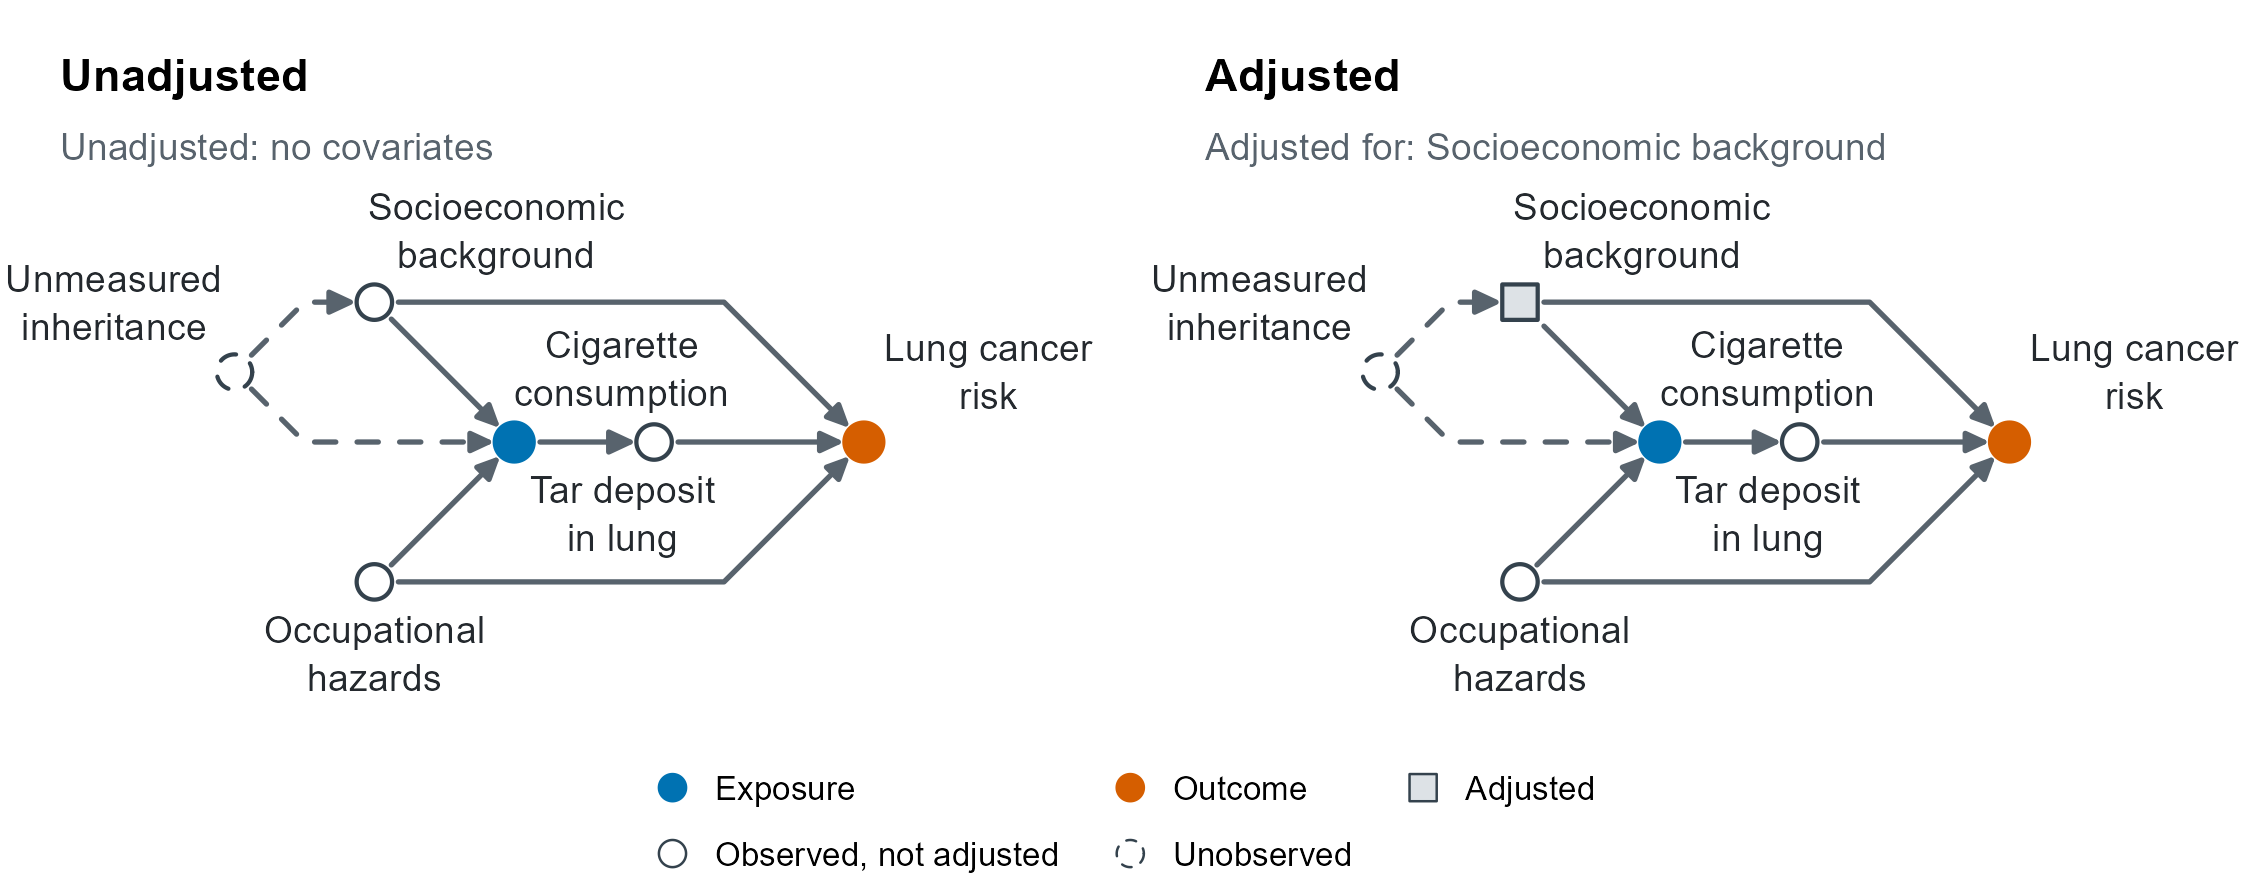 Unadjusted
Unadjusted: no covariates
Socioeconomic
background
Unmeasured
inheritance
Cigarette
consumption
Lung cancer
risk
Tar deposit
in lung
Occupational
hazards
Adjusted
Adjusted for: Socioeconomic background
Socioeconomic
background
Unmeasured
inheritance
Cigarette
consumption
Lung cancer
risk
Tar deposit
in lung
Occupational
hazards
Exposure
Outcome
Adjusted
Observed, not adjusted
Unobserved